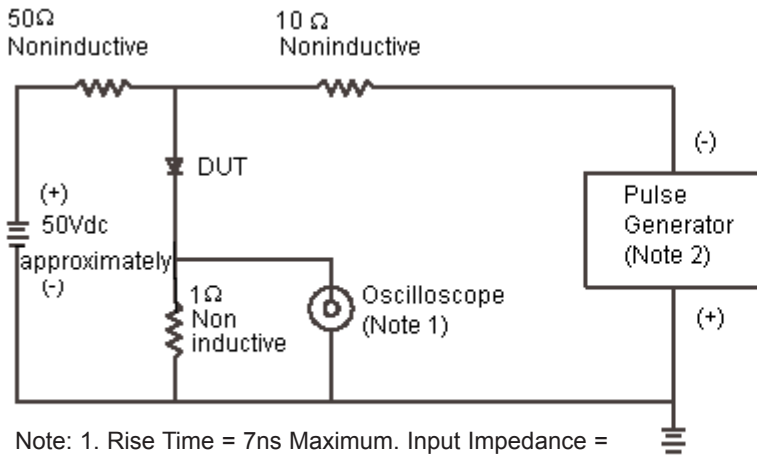 50Ω
Noninductive
10 Ω
Noninductive
(-)
DUT
(+)
50Vdc
approximately
(-)
Pulse
Generator
(Note 2)
1Ω
Non
inductive
Oscilloscope
(Note 1)
(+)
Note: 1. Rise Time = 7ns Maximum. Input Impedance =